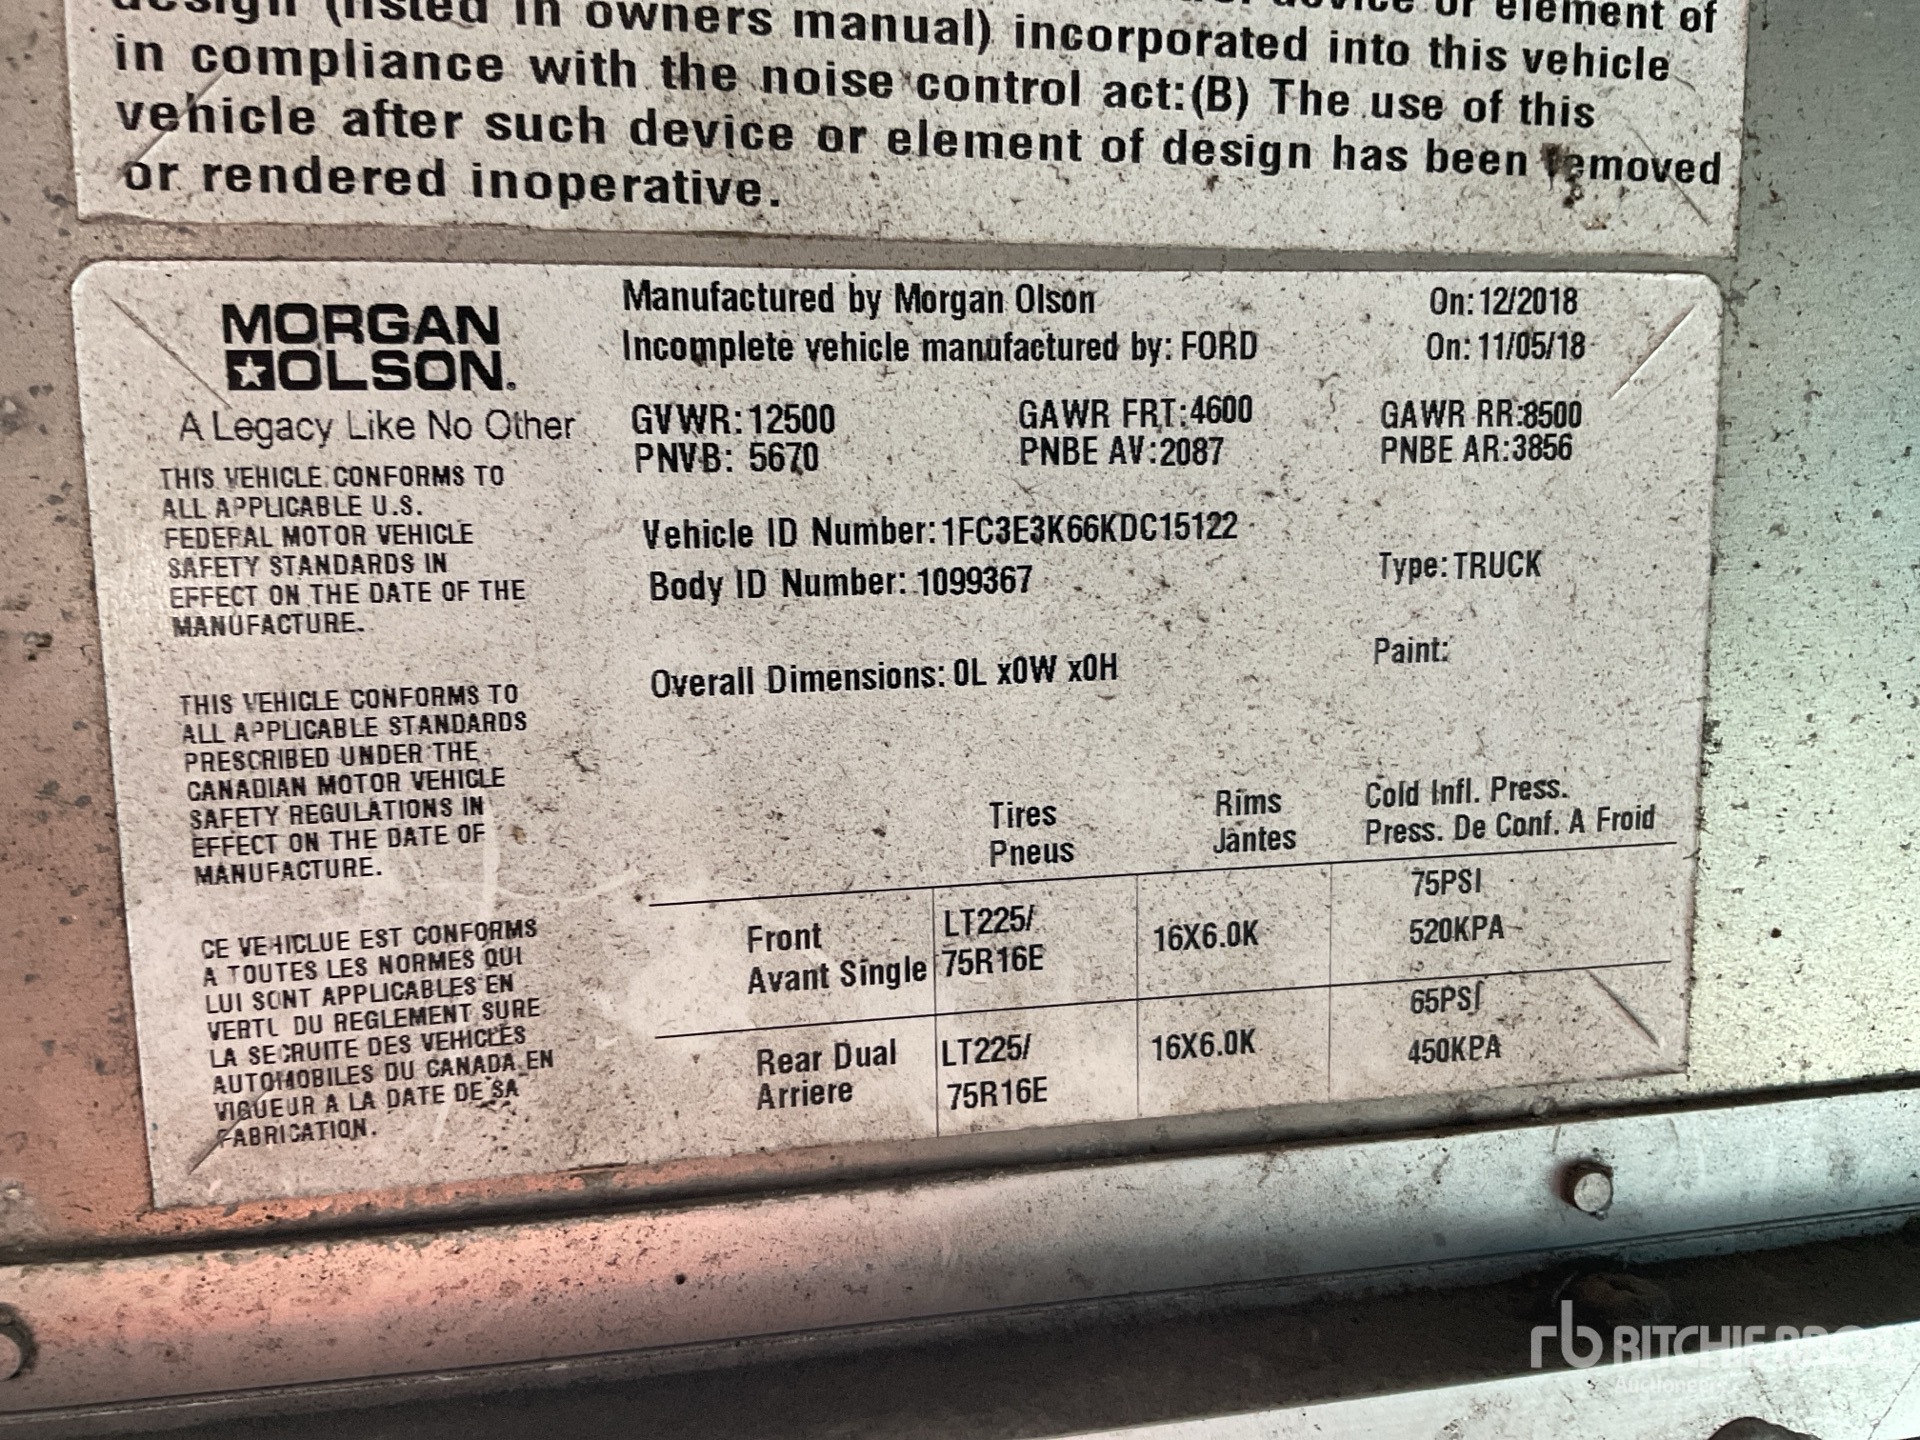 design (listed in owners manual) incorporated into this vehicle
device or element of
in compliance with the noise control act:(B) The use of this
vehicle after such device or element of design has been removed
or rendered inoperative.
MORGAN
OLSON.
A Legacy Like No Other
THIS VEHICLE CONFORMS TO
ALL APPLICABLE U.S.
FEDERAL MOTOR VEHICLE
SAFETY STANDARDS IN
EFFECT ON THE DATE OF THE
MANUFACTURE.
THIS VEHICLE CONFORMS TO
ALL APPLICABLE STANDARDS
PRESCRIBED UNDER THE
CANADIAN MOTOR VEHICLE
SAFETY REGULATIONS IN
EFFECT ON THE DATE OF
MANUFACTURE.
CE VEHICLUE EST CONFORMS
A TOUTES LES NORMES QUI
LUI SONT APPLICABLES EN
VERTU DU REGLEMENT SURE
LA SECRUITE DES VEHICLES
AUTOMOBILES DU CANADA EN
VIGUEUR A LA DATE DE SA
FABRICATION.
Manufactured by Morgan Olson On: 12/2018
Incomplete vehicle manufactured by: FORD On: 11/05/18
GVWR: 12500 GAWR FRT:4600 GAWR RR:8500
PNVB: 5670 PNBE AV:2087 PNBE AR:3856
Vehicle ID Number: 1FC3E3K66KDC15122
Body ID Number: 1099367 Type: TRUCK
Overall Dimensions: 0L x0W x0H Paint:
Tires Rims Cold Infl. Press.
Pneus Jantes Press. De Conf. A Froid
Front LT225/ 16X6.0K 75PSI
Avant Single 75R16E 520KPA
Rear Dual LT225/ 16X6.0K 65PSI
Arriere 75R16E 450KPA
rb RITCHIE BROS
Auctioneers